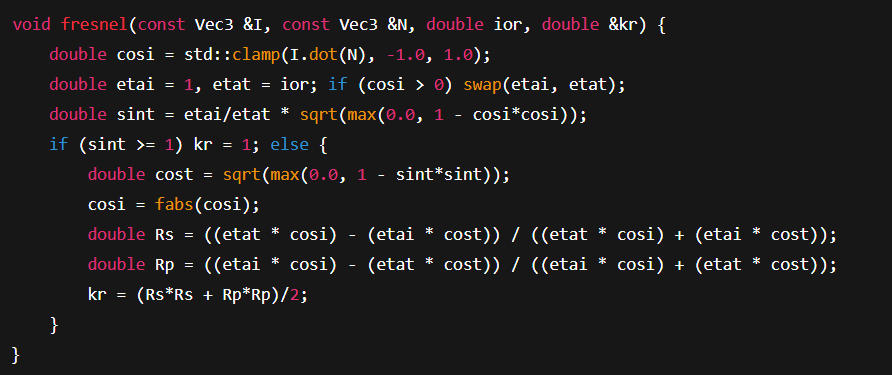 void fresnel(const Vec3 &I, const Vec3 &N, double ior, double &kr) {
    double cosi = std::clamp(I.dot(N), -1.0, 1.0);
    double etai = 1, etat = ior; if (cosi > 0) swap(etai, etat);
    double sint = etai/etat * sqrt(max(0.0, 1 - cosi*cosi));
    if (sint >= 1) kr = 1; else {
        double cost = sqrt(max(0.0, 1 - sint*sint));
        cosi = fabs(cosi);
        double Rs = ((etat * cosi) - (etai * cost)) / ((etat * cosi) + (etai * cost));
        double Rp = ((etai * cosi) - (etat * cost)) / ((etai * cosi) + (etat * cost));
        kr = (Rs*Rs + Rp*Rp)/2;
    }
}